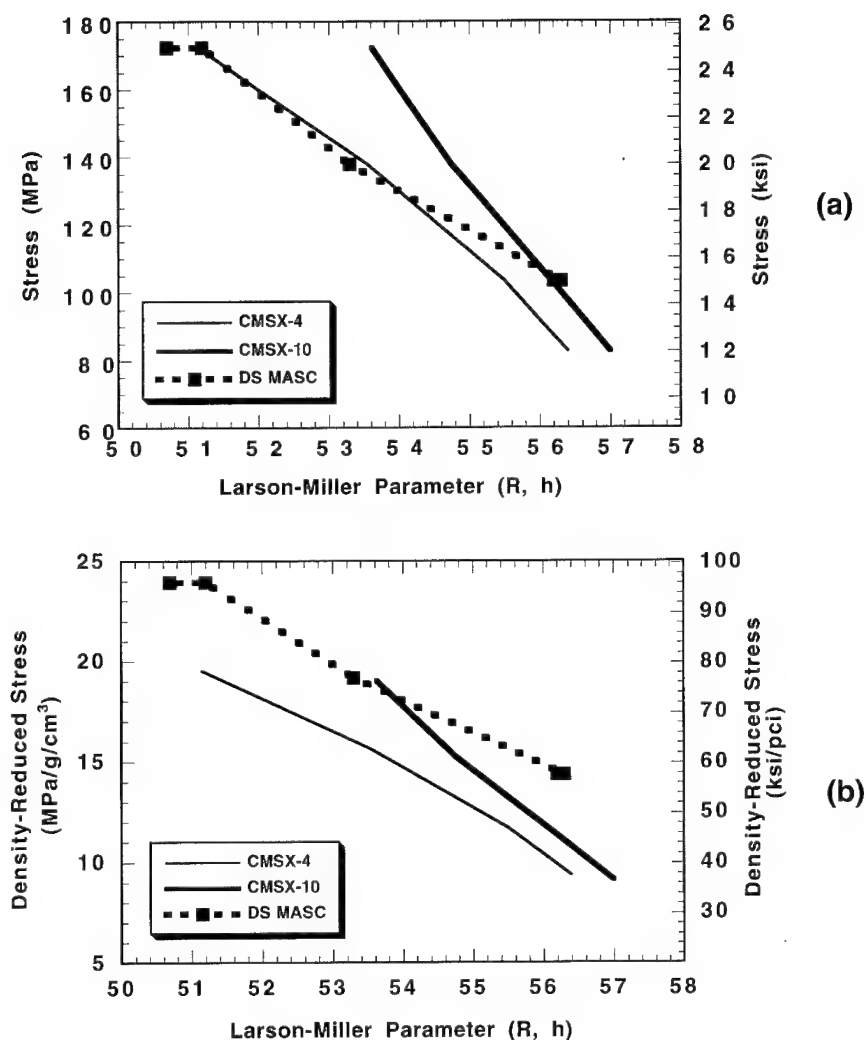 180
160
140
120
100
80
60
Stress (MPa)
26
24
22
20
18
16
14
12
10
Stress (ksi)
(a)
CMSX-4
CMSX-10
DS MASC
50 51 52 53 54 55 56 57 58
Larson-Miller Parameter (R, h)
25
20
15
10
5
Density-Reduced Stress
(MPa/g/cm³)
100
90
80
70
60
50
40
30
Density-Reduced Stress
(ksi/pci)
(b)
CMSX-4
CMSX-10
DS MASC
50 51 52 53 54 55 56 57 58
Larson-Miller Parameter (R, h)